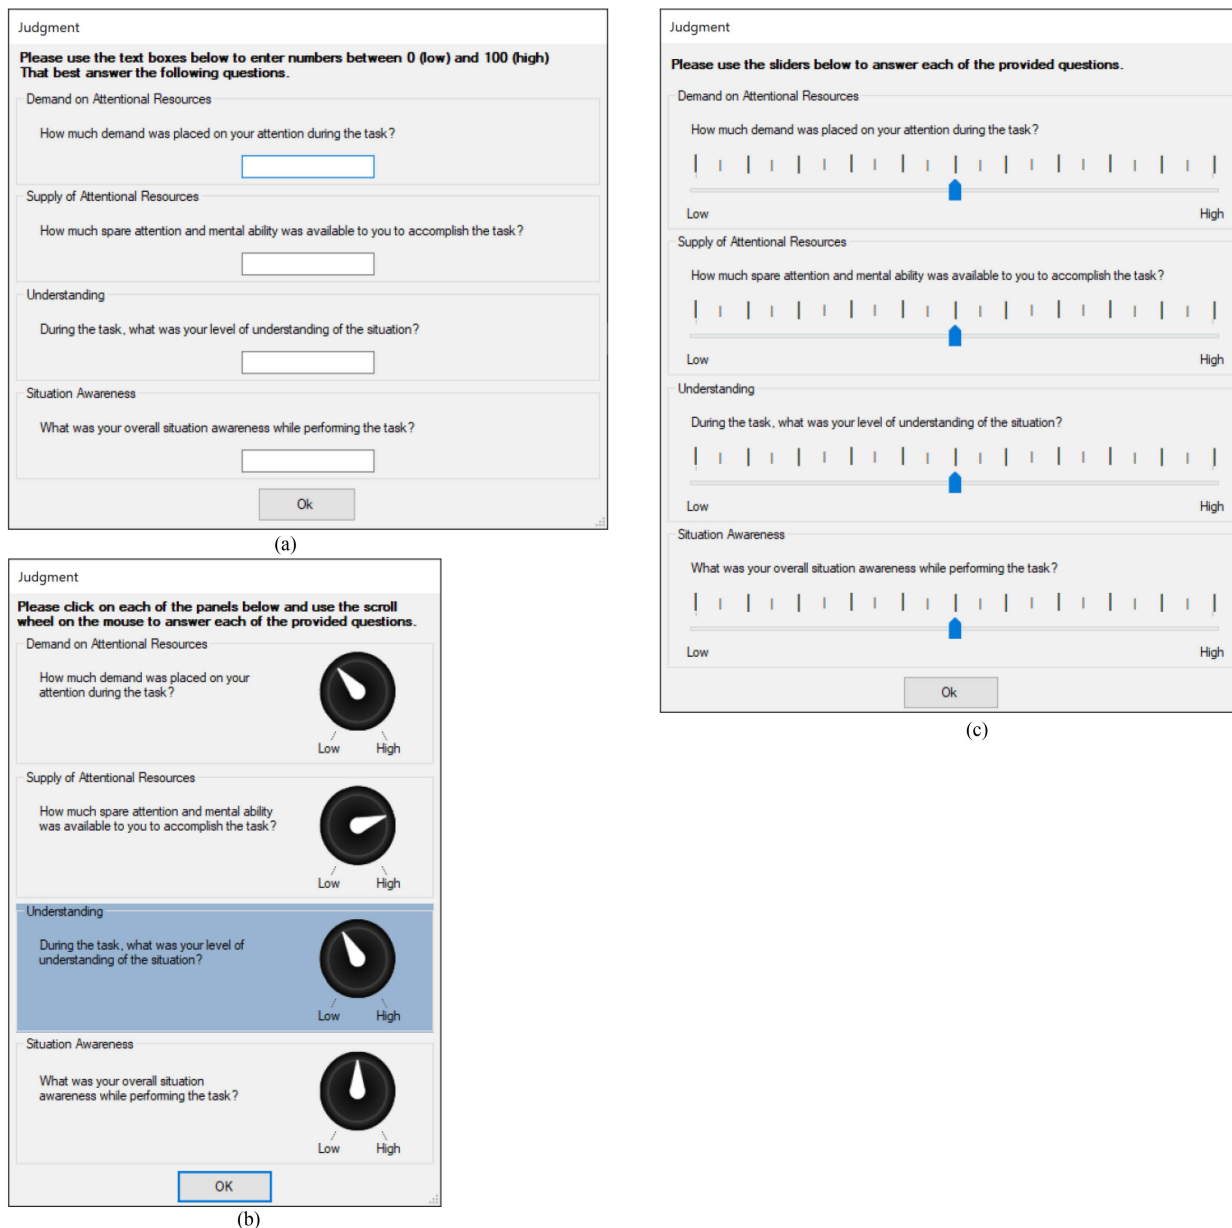 Judgment
Please use the text boxes below to enter numbers between 0 (low) and 100 (high)
That best answer the following questions.
Demand on Attentional Resources
How much demand was placed on your attention during the task?
Supply of Attentional Resources
How much spare attention and mental ability was available to you to accomplish the task?
Understanding
During the task, what was your level of understanding of the situation?
Situation Awareness
What was your overall situation awareness while performing the task?
Ok
(a)
Judgment
Please click on each of the panels below and use the scroll
wheel on the mouse to answer each of the provided questions.
Demand on Attentional Resources
How much demand was placed on your
attention during the task?
Low High
Supply of Attentional Resources
How much spare attention and mental ability
was available to you to accomplish the task?
Low High
Understanding
During the task, what was your level of
understanding of the situation?
Low High
Situation Awareness
What was your overall situation
awareness while performing the task?
Low High
OK
(b)
Judgment
Please use the sliders below to answer each of the provided questions.
Demand on Attentional Resources
How much demand was placed on your attention during the task?
Low High
Supply of Attentional Resources
How much spare attention and mental ability was available to you to accomplish the task?
Low High
Understanding
During the task, what was your level of understanding of the situation?
Low High
Situation Awareness
What was your overall situation awareness while performing the task?
Low High
Ok
(c)